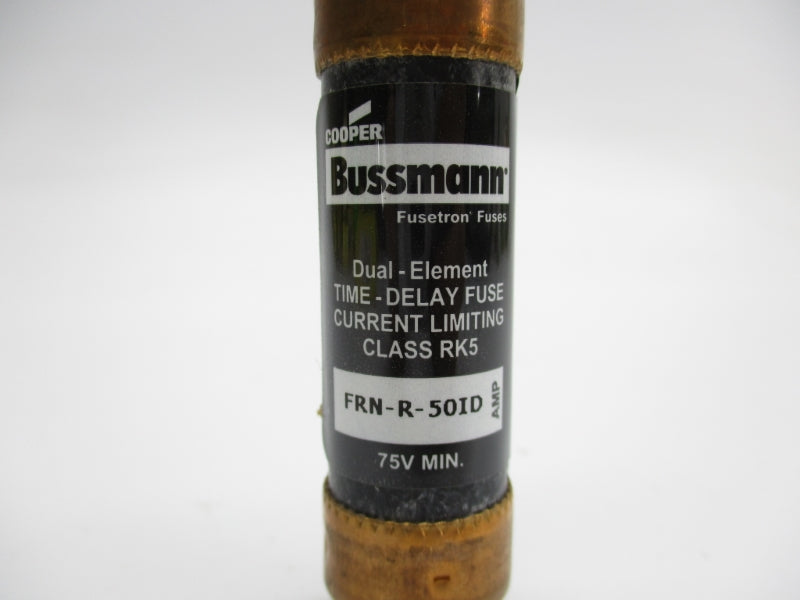 COOPER
Bussmann
Fusetron Fuses
Dual - Element
TIME - DELAY FUSE
CURRENT LIMITING
CLASS RK5
FRN-R-50ID AMP
75V MIN.